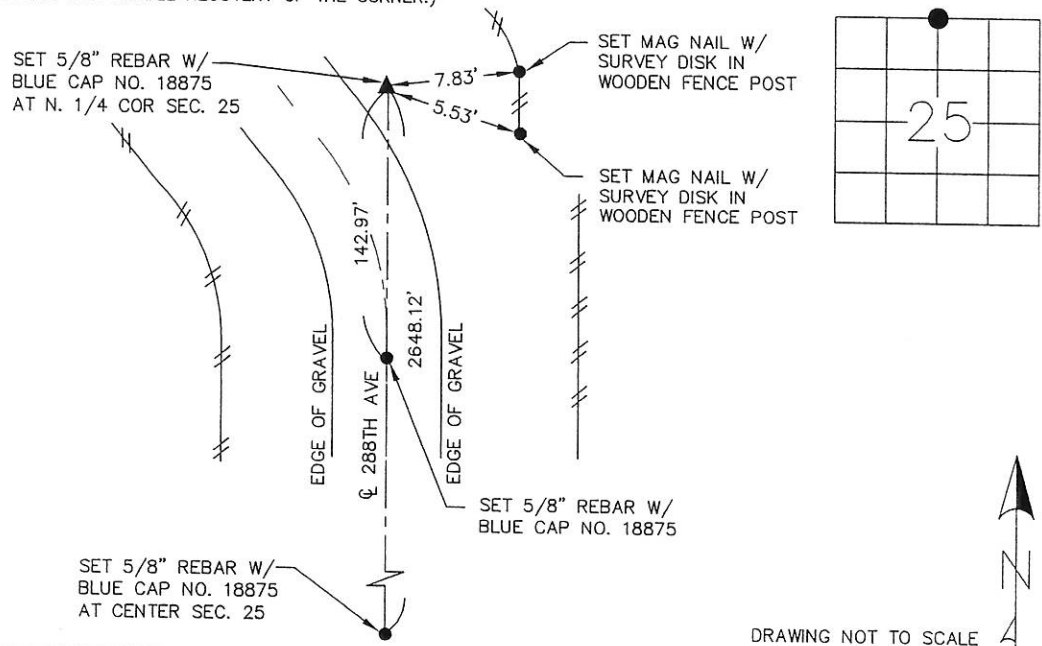 SET 5/8" REBAR W/
BLUE CAP NO. 18875
AT N. 1/4 COR SEC. 25
7.83'
5.53'
SET MAG NAIL W/
SURVEY DISK IN
WOODEN FENCE POST
SET MAG NAIL W/
SURVEY DISK IN
WOODEN FENCE POST
25
142.97'
2648.12'
EDGE OF GRAVEL
℄ 288TH AVE
EDGE OF GRAVEL
SET 5/8" REBAR W/
BLUE CAP NO. 18875
SET 5/8" REBAR W/
BLUE CAP NO. 18875
AT CENTER SEC. 25
N
DRAWING NOT TO SCALE